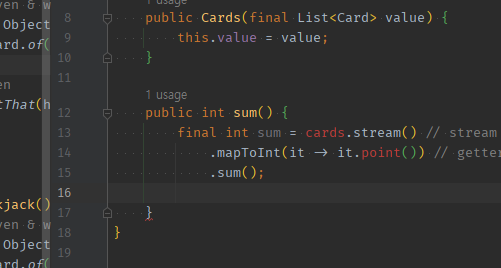 1 usage
8 public Cards(final List<Card> value) {
9 this.value = value;
10 }
11
1 usage
12 public int sum() {
13 final int sum = cards.stream() // stream
14 .mapToInt(it → it.point()) // getter
15 .sum();
16
17 }
18 }
19
ven & w
Object
ard.of(
en
tThat(h
kjack()
ven & w
Object
ard.of(